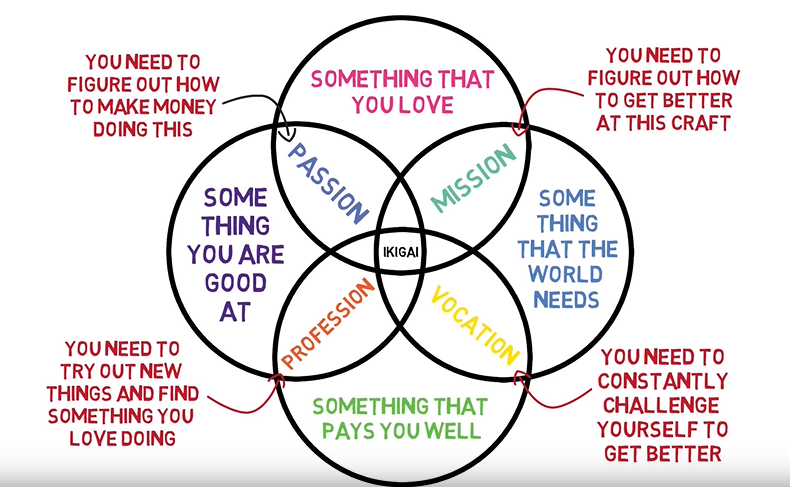 YOU NEED TO
FIGURE OUT HOW
TO MAKE MONEY
DOING THIS
SOMETHING THAT
YOU LOVE
YOU NEED TO
FIGURE OUT HOW
TO GET BETTER
AT THIS CRAFT
PASSION
MISSION
SOME
THING
YOU ARE
GOOD
AT
IKIGAI
SOME
THING
THAT THE
WORLD
NEEDS
PROFESSION
VOCATION
YOU NEED TO
TRY OUT NEW
THINGS AND FIND
SOMETHING YOU
LOVE DOING
SOMETHING THAT
PAYS YOU WELL
YOU NEED TO
CONSTANTLY
CHALLENGE
YOURSELF TO
GET BETTER